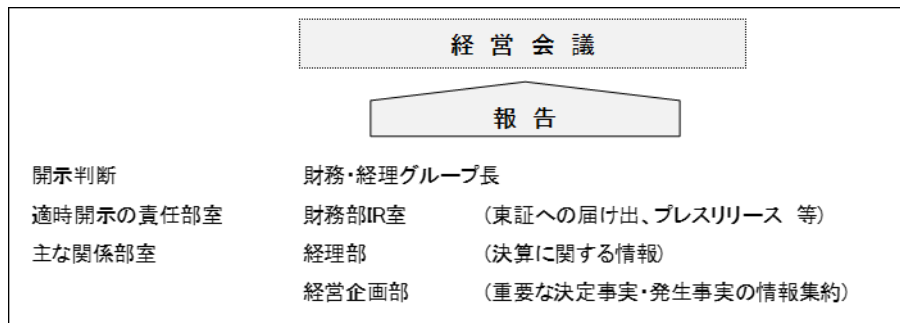 経 営 会 議
報 告
開示判断 財務・経理グループ長
適時開示の責任部室 財務部IR室 (東証への届け出、プレスリリース 等)
主な関係部室 経理部 (決算に関する情報)
経営企画部 (重要な決定事実・発生事実の情報集約)